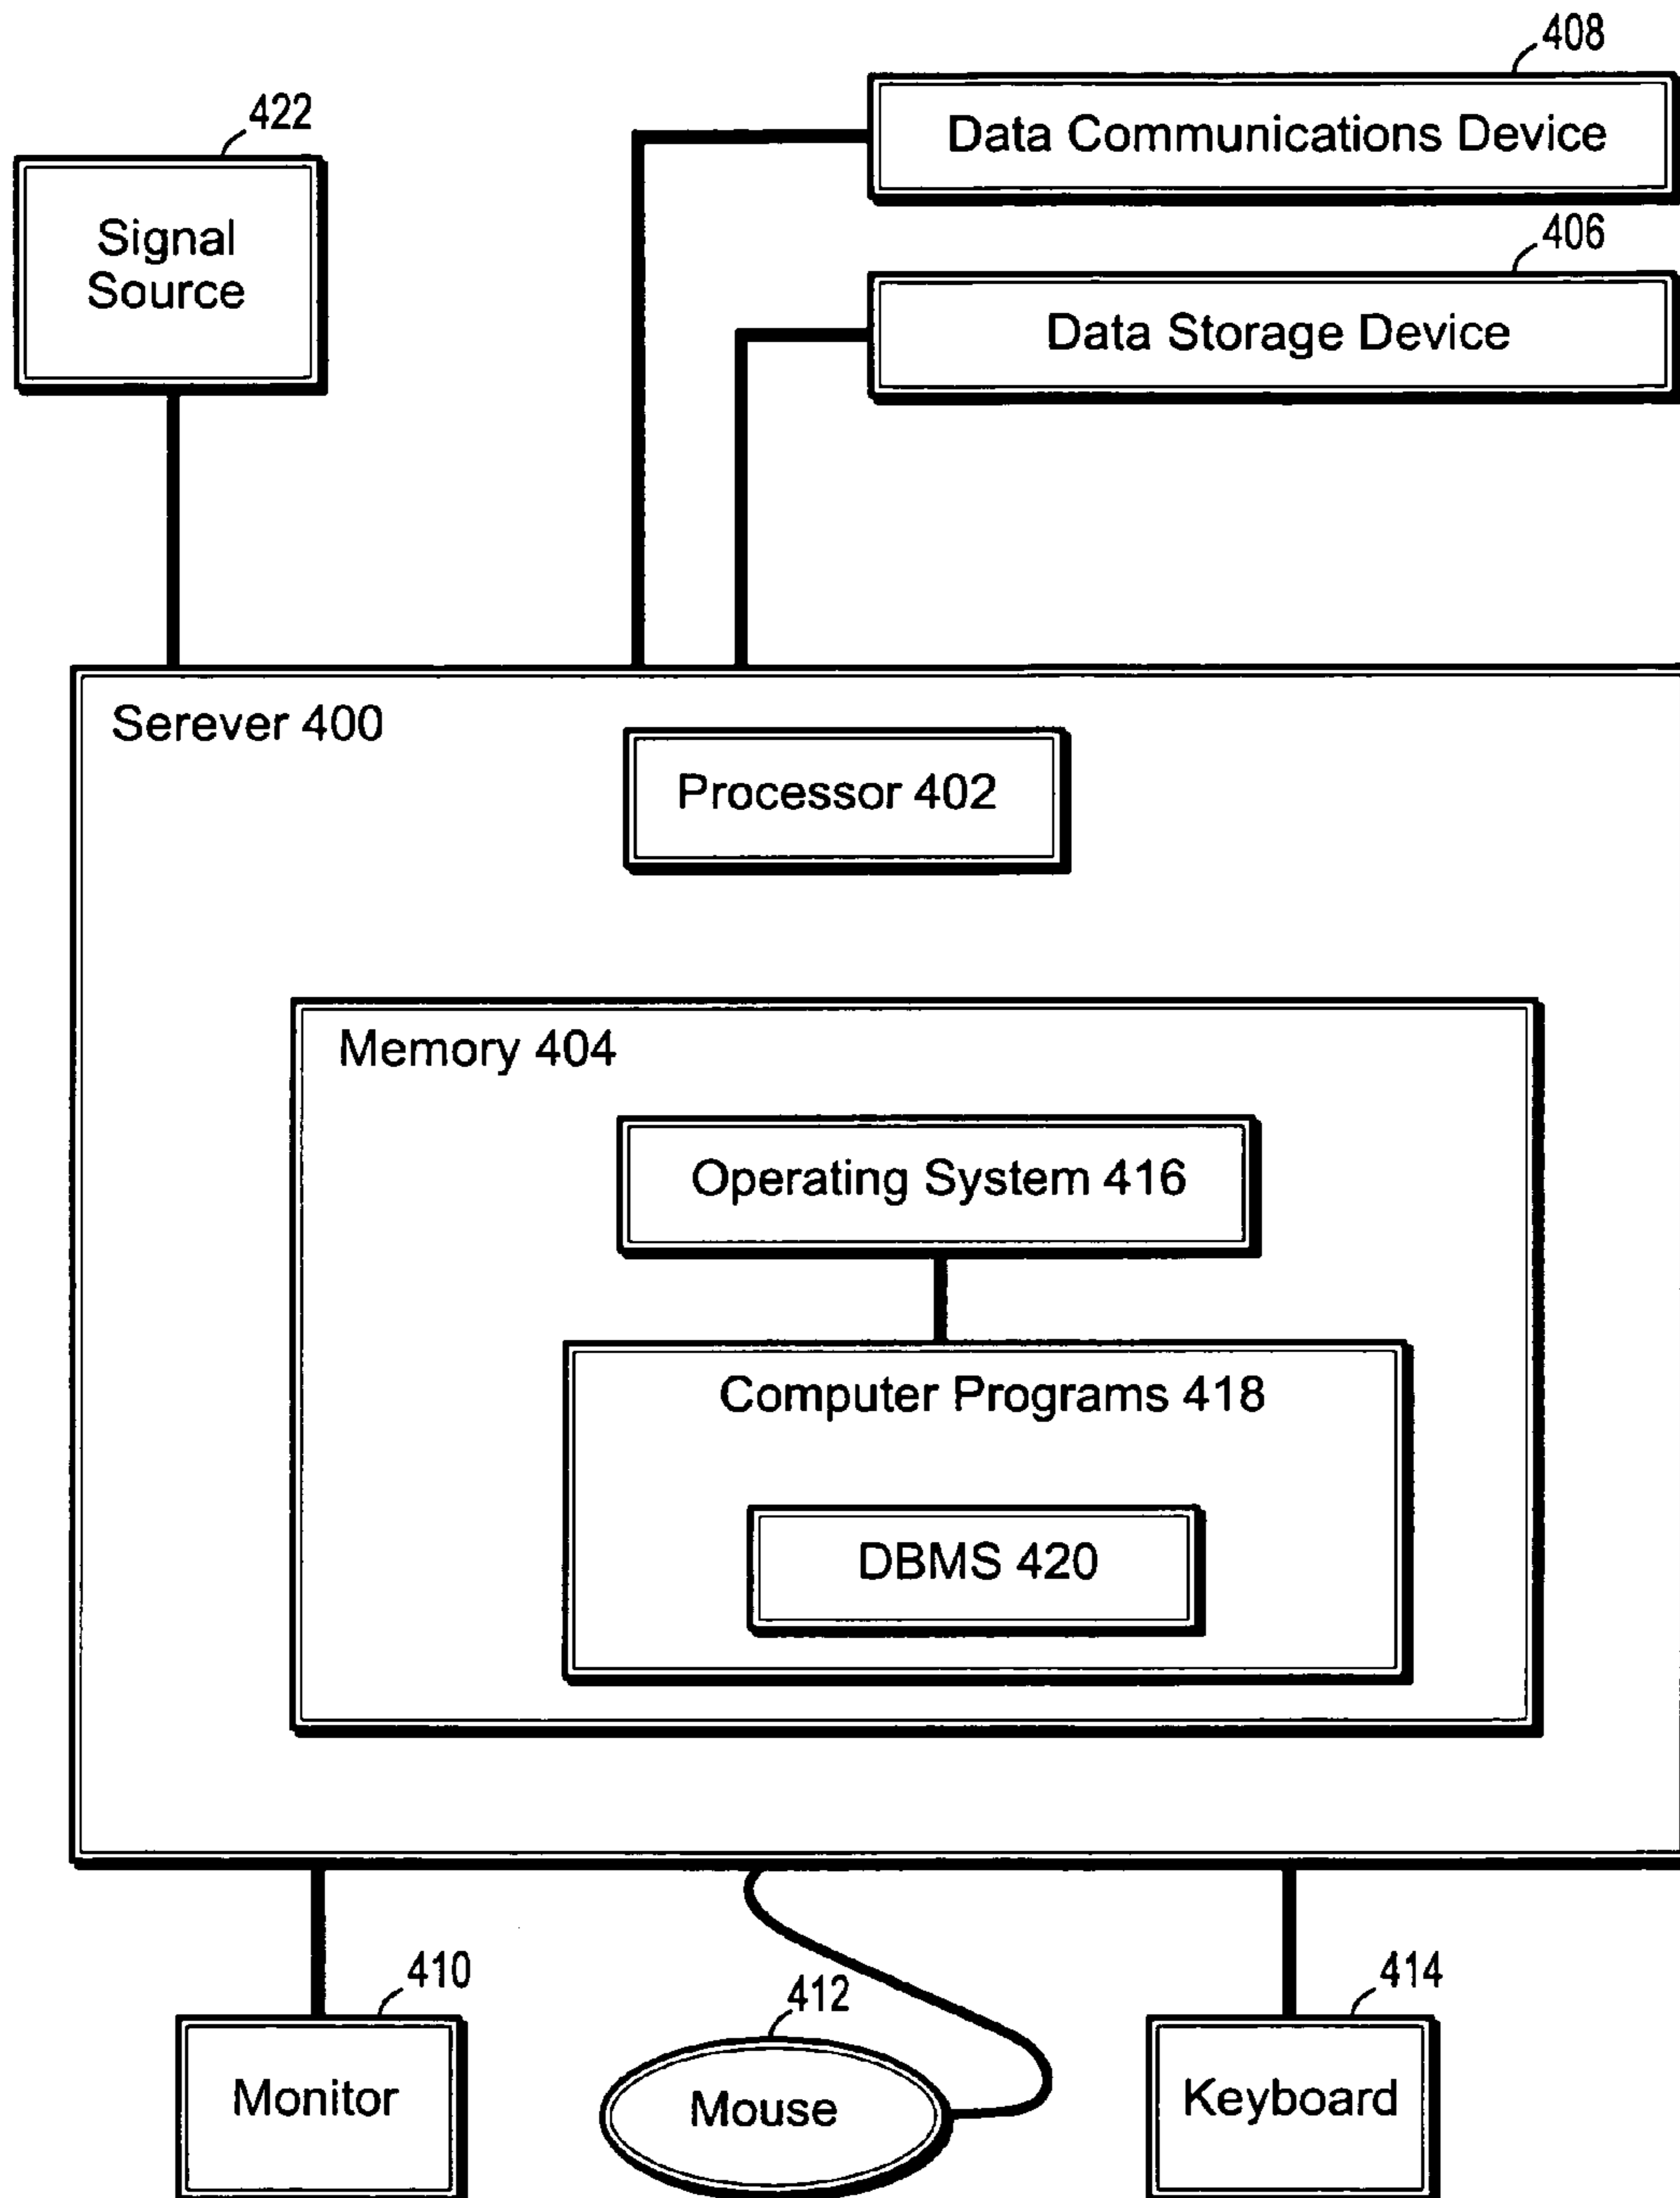 408
Data Communications Device
422
Signal
Source
406
Data Storage Device
Serever 400
Processor 402
Memory 404
Operating System 416
Computer Programs 418
DBMS 420
410
412
414
Monitor
Mouse
Keyboard